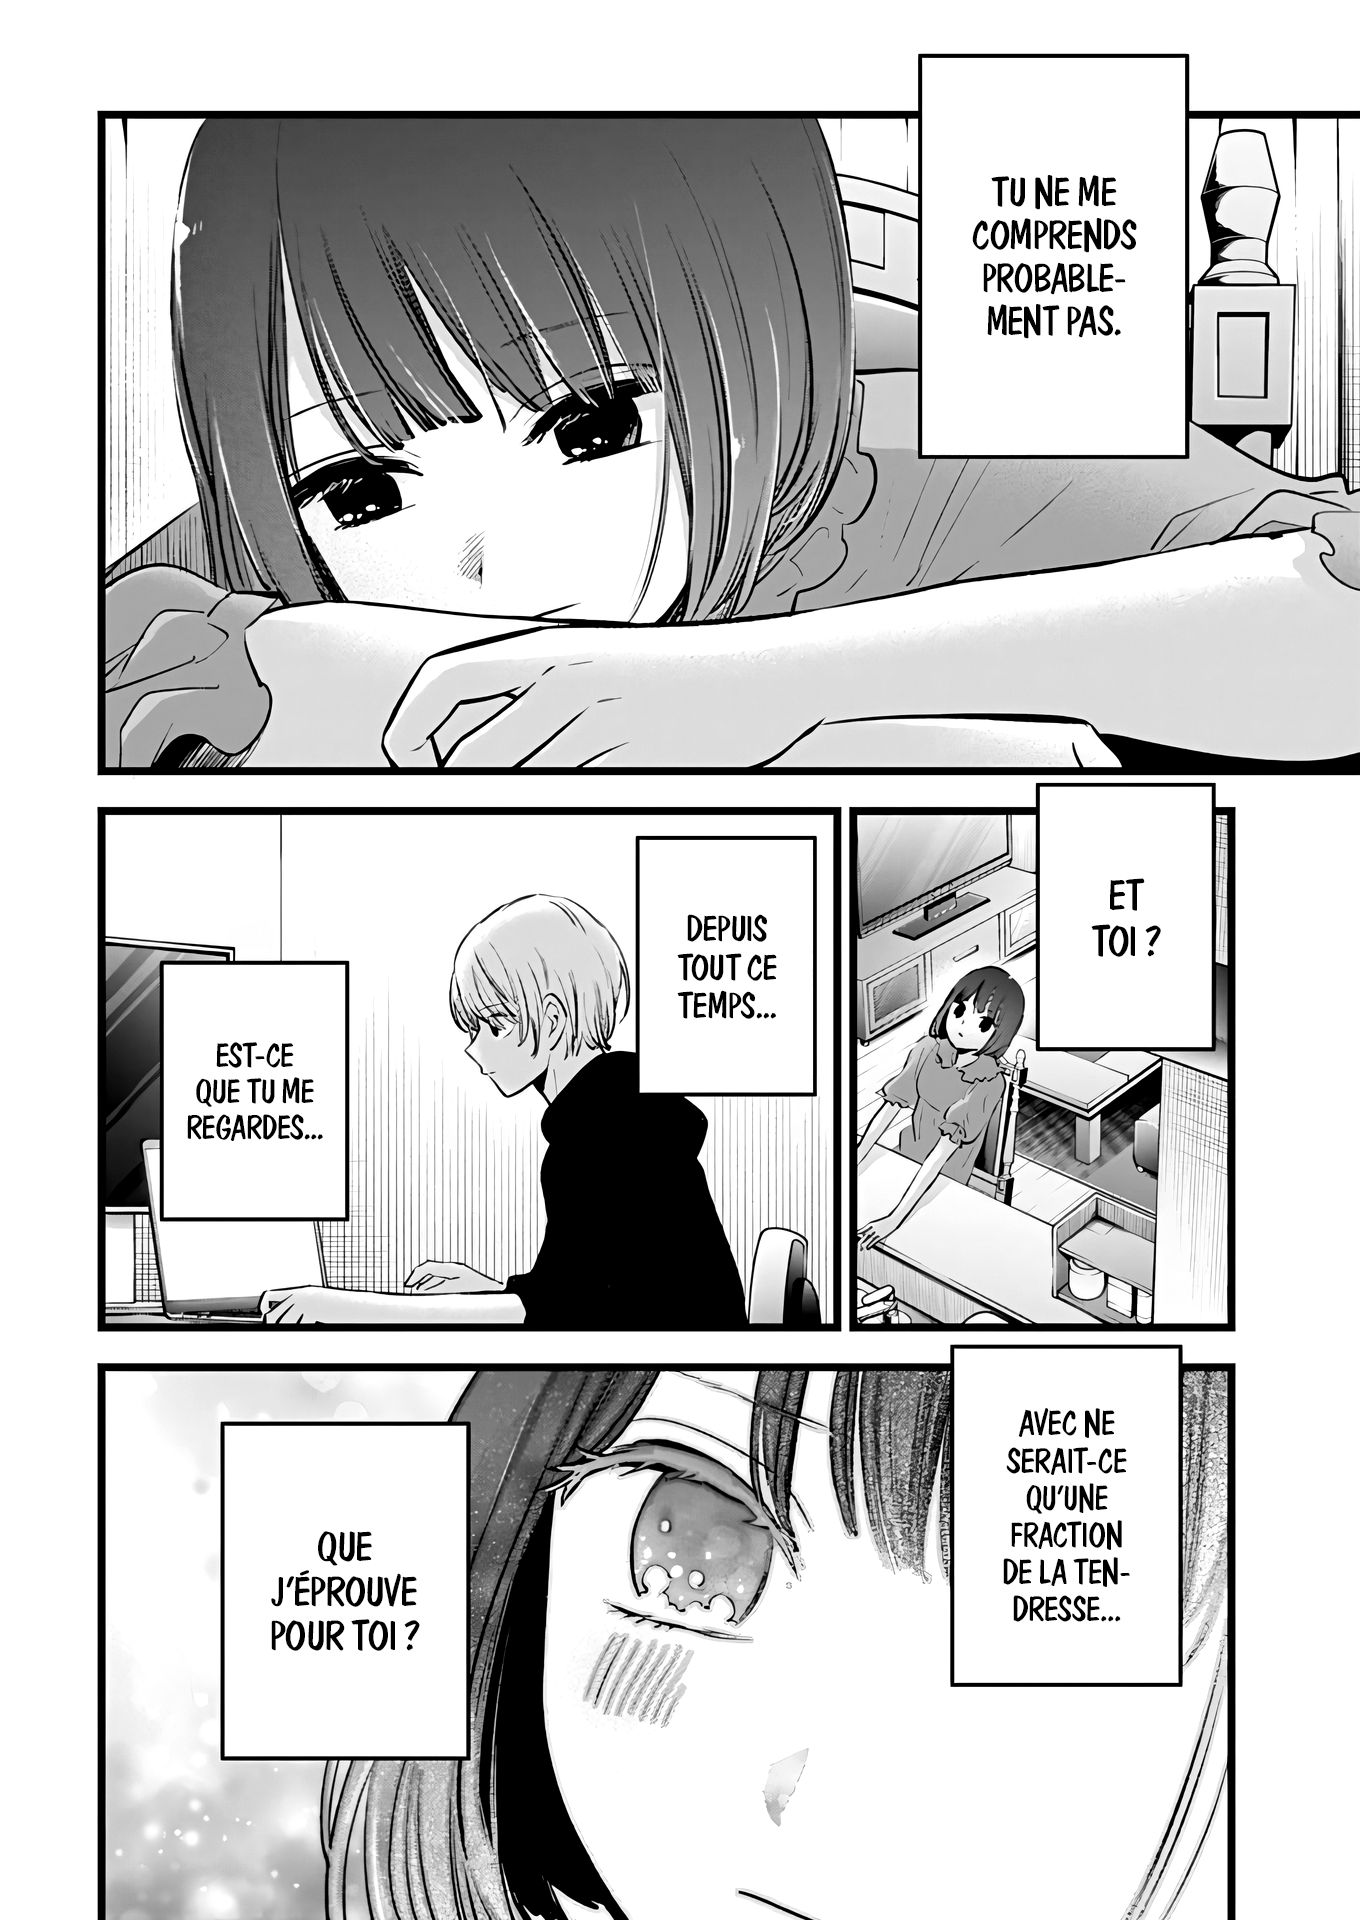 TU NE ME
COMPRENDS
PROBABLE-
MENT PAS.
ET
TOI ?
DEPUIS
TOUT CE
TEMPS...
EST-CE
QUE TU ME
REGARDES...
AVEC NE
SERAIT-CE
QU'UNE
FRACTION
DE LA TEN-
DRESSE...
QUE
J'ÉPROUVE
POUR TOI ?